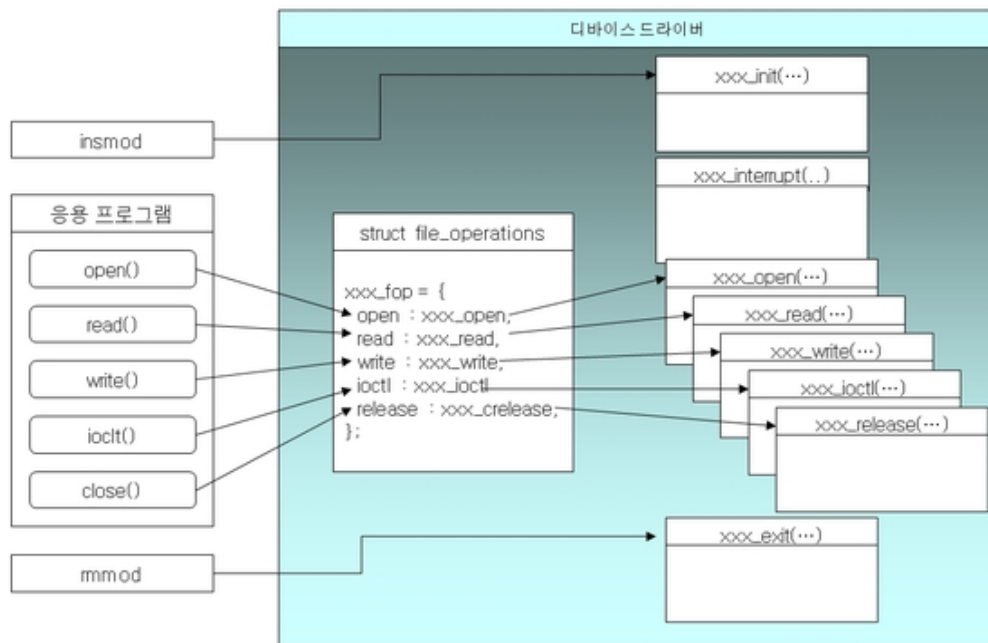 디바이스 드라이버
xxx_init(…)
insmod
xxx_interrupt(..)
응용 프로그램
struct file_operations
open()
xxx_fop = {
xxx_open(…)
open : xxx_open,
read()
read : xxx_read,
xxx_read(…)
write : xxx_write,
xxx_write(…)
write()
ioctl : xxx_ioctl
xxx_ioctl(…)
release : xxx_crelease,
xxx_release(…)
ioclt()
};
close()
xxx_exit(…)
rmmod